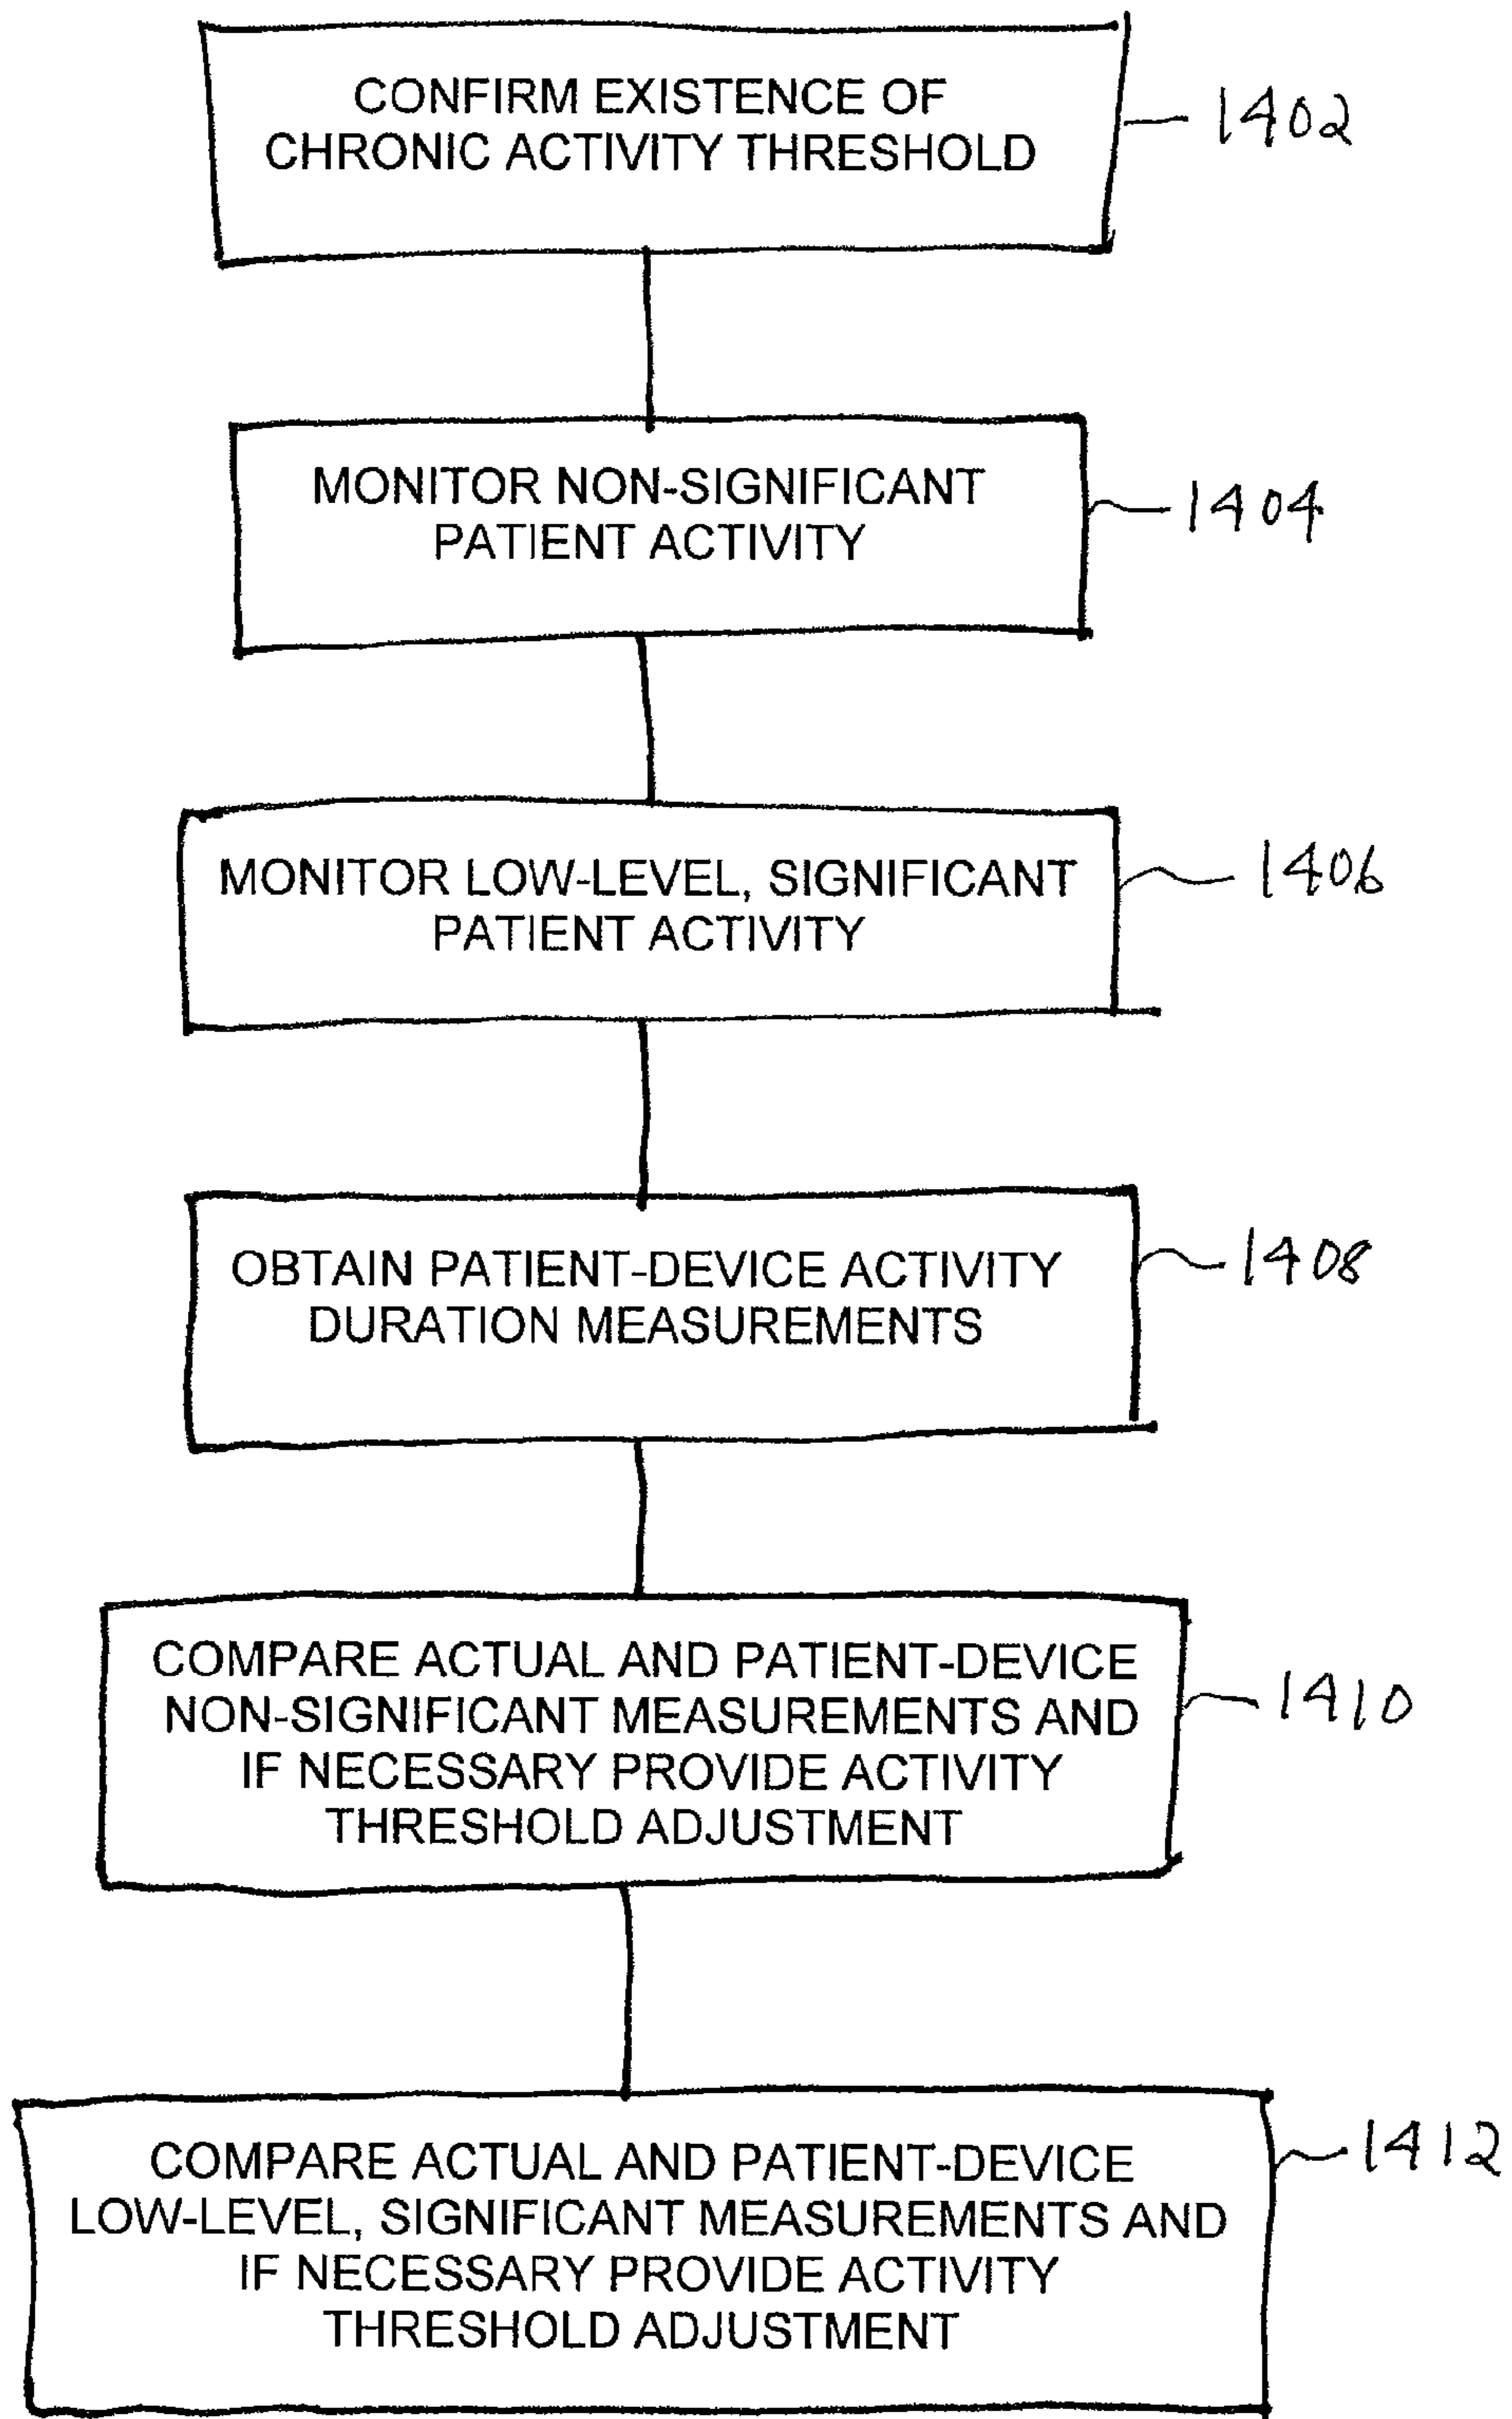 CONFIRM EXISTENCE OF
CHRONIC ACTIVITY THRESHOLD
1402
MONITOR NON-SIGNIFICANT
PATIENT ACTIVITY
1404
MONITOR LOW-LEVEL, SIGNIFICANT
PATIENT ACTIVITY
1406
OBTAIN PATIENT-DEVICE ACTIVITY
DURATION MEASUREMENTS
1408
COMPARE ACTUAL AND PATIENT-DEVICE
NON-SIGNIFICANT MEASUREMENTS AND
IF NECESSARY PROVIDE ACTIVITY
THRESHOLD ADJUSTMENT
1410
COMPARE ACTUAL AND PATIENT-DEVICE
LOW-LEVEL, SIGNIFICANT MEASUREMENTS AND
IF NECESSARY PROVIDE ACTIVITY
THRESHOLD ADJUSTMENT
1412